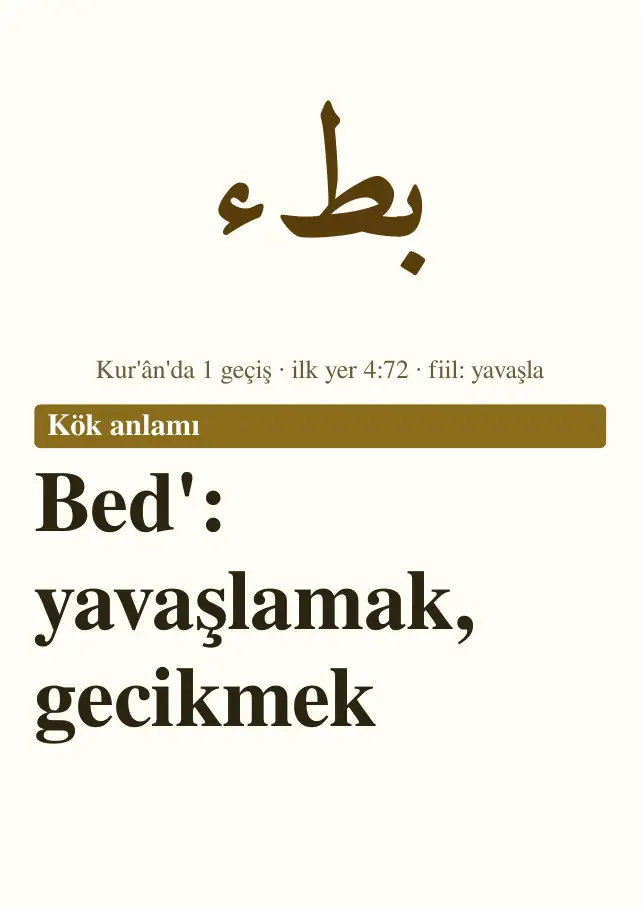 بطء
Kur'ân'da 1 geçiş · ilk yer 4:72 · fiil: yavaşla
Kök anlamı
Bed':
yavaşlamak,
gecikmek